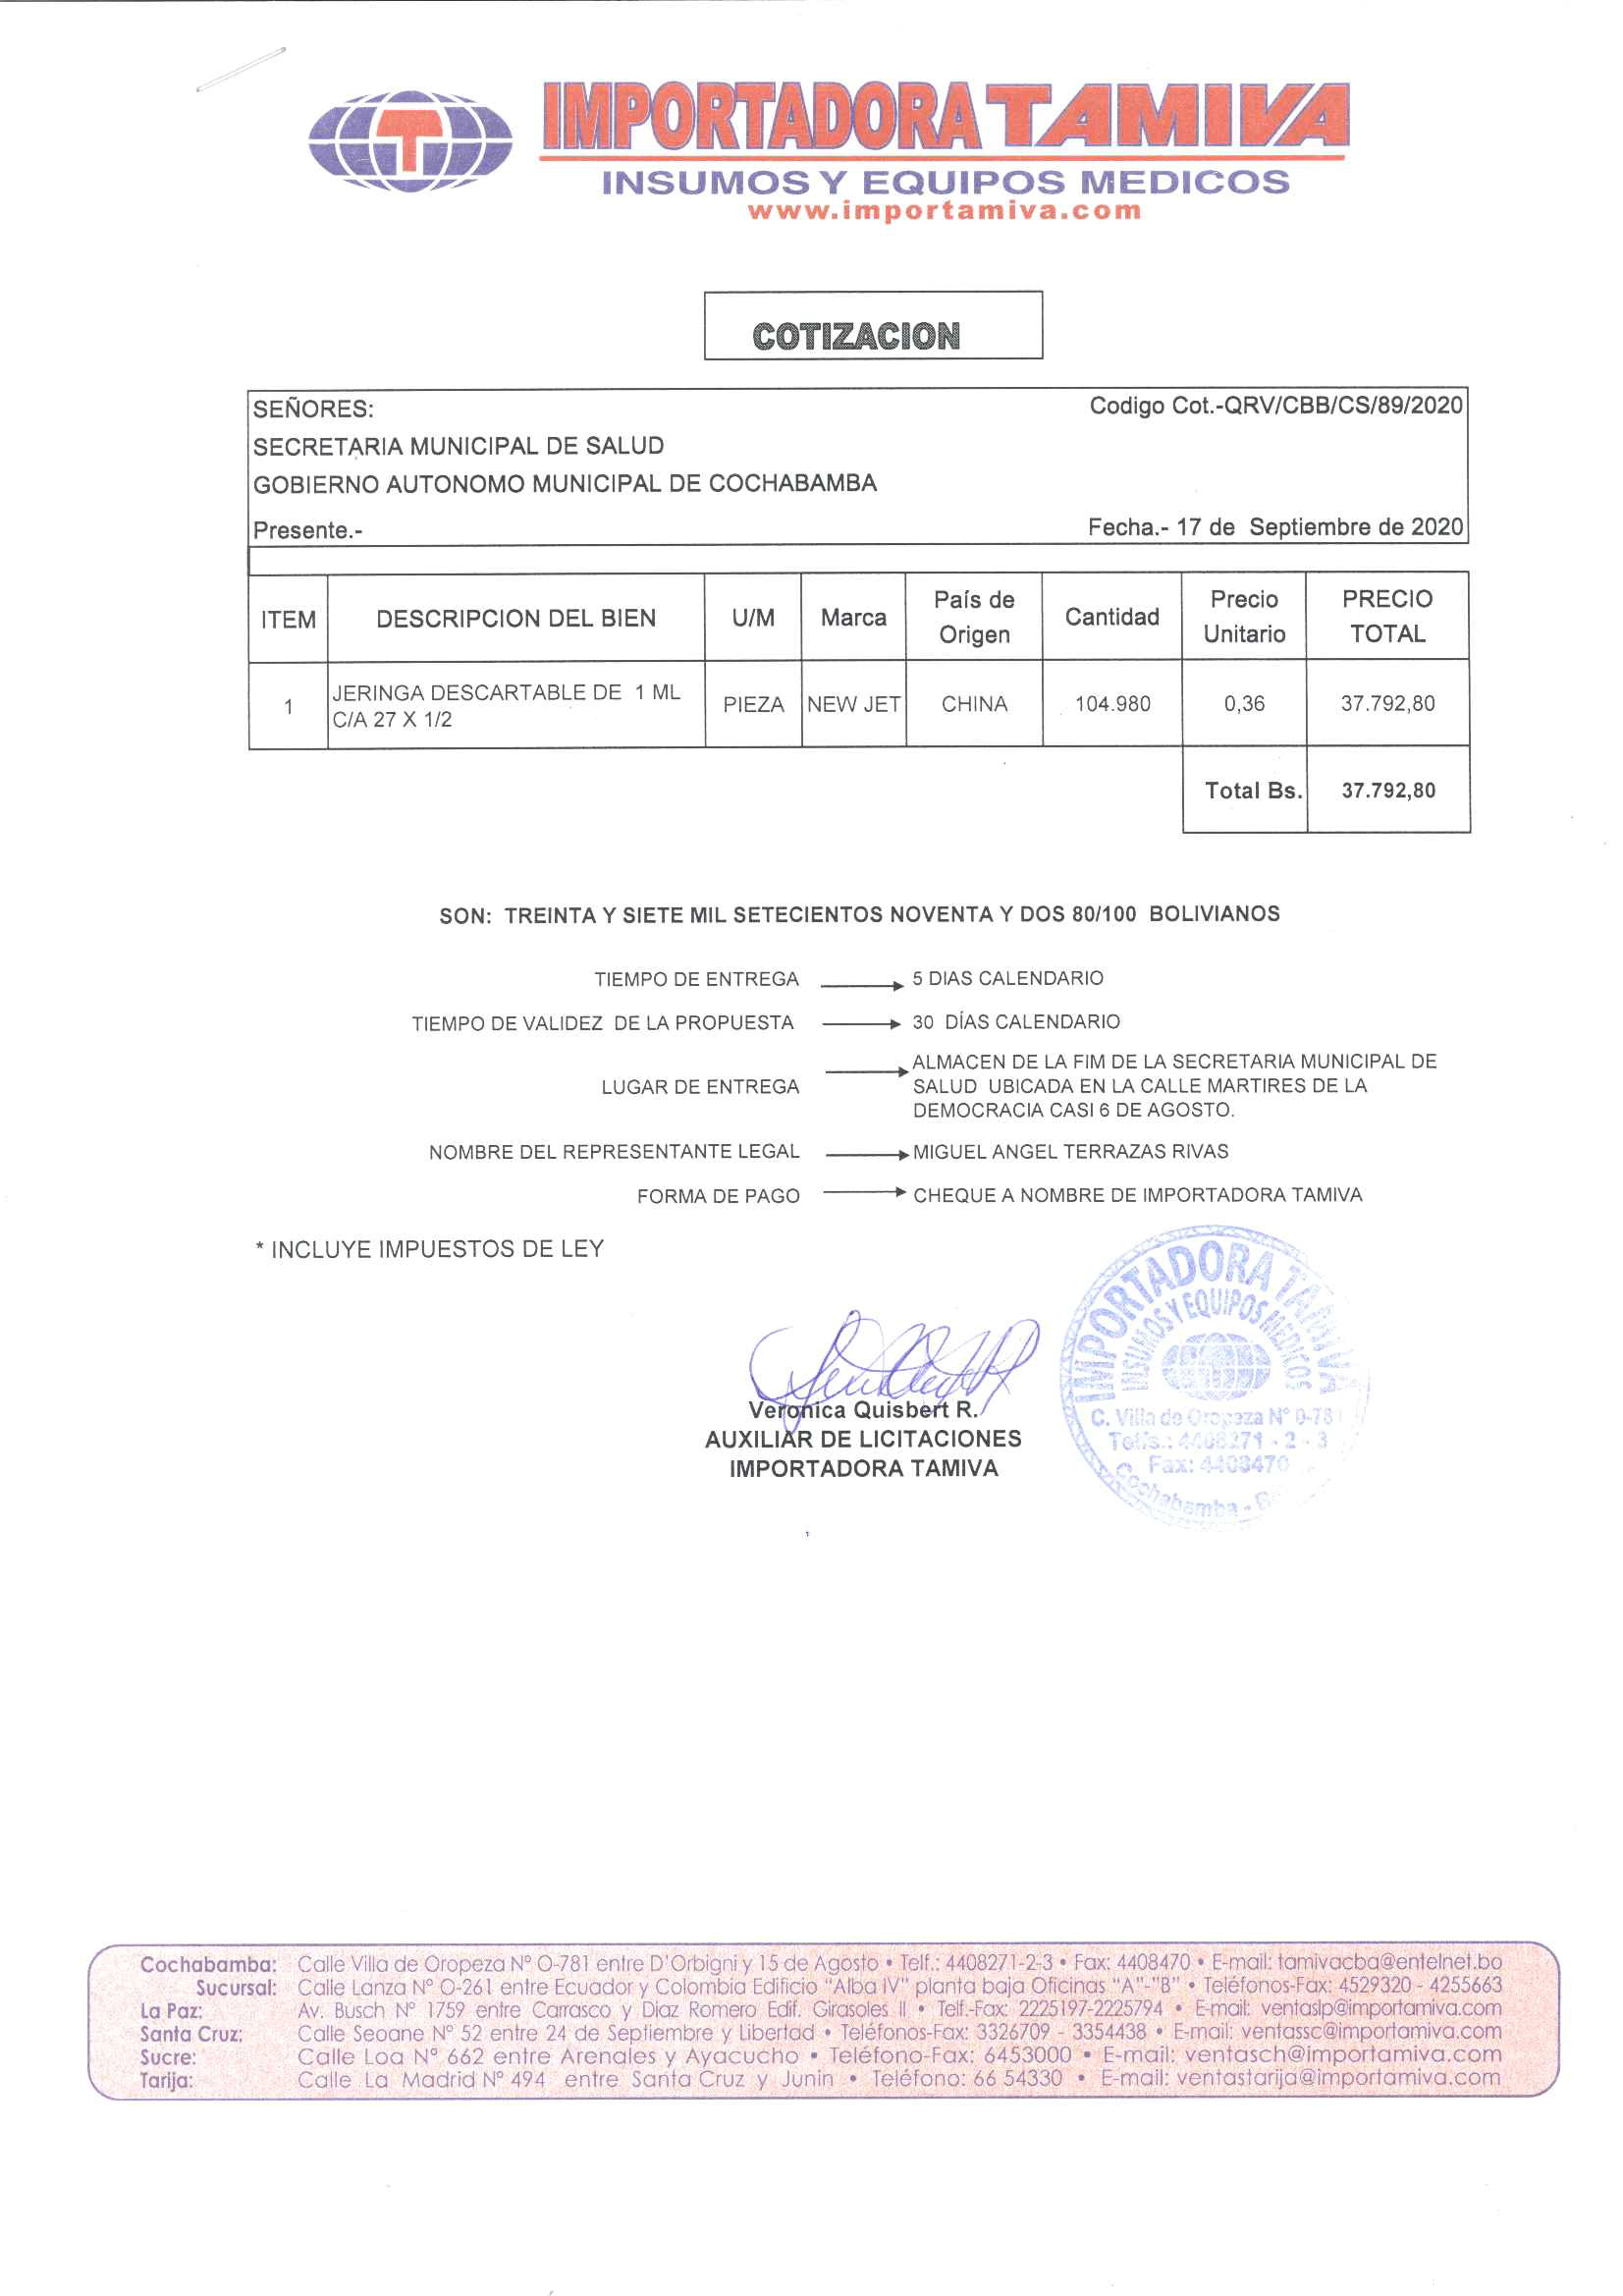 IMPORTADORA TAMIVA
INSUMOS Y EQUIPOS MEDICOS
www.importamiva.com
COTIZACION
SEÑORES: Codigo Cot.-QRV/CBB/CS/89/2020
SECRETARIA MUNICIPAL DE SALUD
GOBIERNO AUTONOMO MUNICIPAL DE COCHABAMBA
Presente.- Fecha.- 17 de Septiembre de 2020
ITEM DESCRIPCION DEL BIEN U/M Marca País de Origen Cantidad Precio Unitario PRECIO TOTAL
1 JERINGA DESCARTABLE DE 1 ML C/A 27 X 1/2 PIEZA NEW JET CHINA 104.980 0,36 37.792,80
Total Bs. 37.792,80
SON: TREINTA Y SIETE MIL SETECIENTOS NOVENTA Y DOS 80/100 BOLIVIANOS
TIEMPO DE ENTREGA 5 DIAS CALENDARIO
TIEMPO DE VALIDEZ DE LA PROPUESTA 30 DÍAS CALENDARIO
LUGAR DE ENTREGA ALMACEN DE LA FIM DE LA SECRETARIA MUNICIPAL DE
SALUD UBICADA EN LA CALLE MARTIRES DE LA
DEMOCRACIA CASI 6 DE AGOSTO.
NOMBRE DEL REPRESENTANTE LEGAL MIGUEL ANGEL TERRAZAS RIVAS
FORMA DE PAGO CHEQUE A NOMBRE DE IMPORTADORA TAMIVA
* INCLUYE IMPUESTOS DE LEY
IMPORTADORA TAMIVA
INSUMOS Y EQUIPOS MEDICOS
C. Villa de Oropeza N° 0-781
Telfs.: 4408271 - 2 - 3
Fax: 4408470
Cochabamba -
Veronica Quisbert R.
AUXILIAR DE LICITACIONES
IMPORTADORA TAMIVA
Cochabamba: Calle Villa de Oropeza Nº O-781 entre D'Orbigni y 15 de Agosto • Telf.: 4408271-2-3 • Fax: 4408470 • E-mail: tamivacba@entelnet.bo
Sucursal: Calle Lanza Nº O-261 entre Ecuador y Colombia Edificio "Alba IV" planta baja Oficinas "A"-"B" • Teléfonos-Fax: 4529320 - 4255663
La Paz: Av. Busch Nº 1759 entre Carrasco y Diaz Romero Edif. Girasoles II • Telf.-Fax: 2225197-2225794 • E-mail: ventaslp@importamiva.com
Santa Cruz: Calle Seoane Nº 52 entre 24 de Septiembre y Libertad • Teléfonos-Fax: 3326709 - 3354438 • E-mail: ventassc@importamiva.com
Sucre: Calle Loa Nº 662 entre Arenales y Ayacucho • Teléfono-Fax: 6453000 • E-mail: ventasch@importamiva.com
Tarija: Calle La Madrid Nº 494 entre Santa Cruz y Junin • Teléfono: 66 54330 • E-mail: ventastarija@importamiva.com